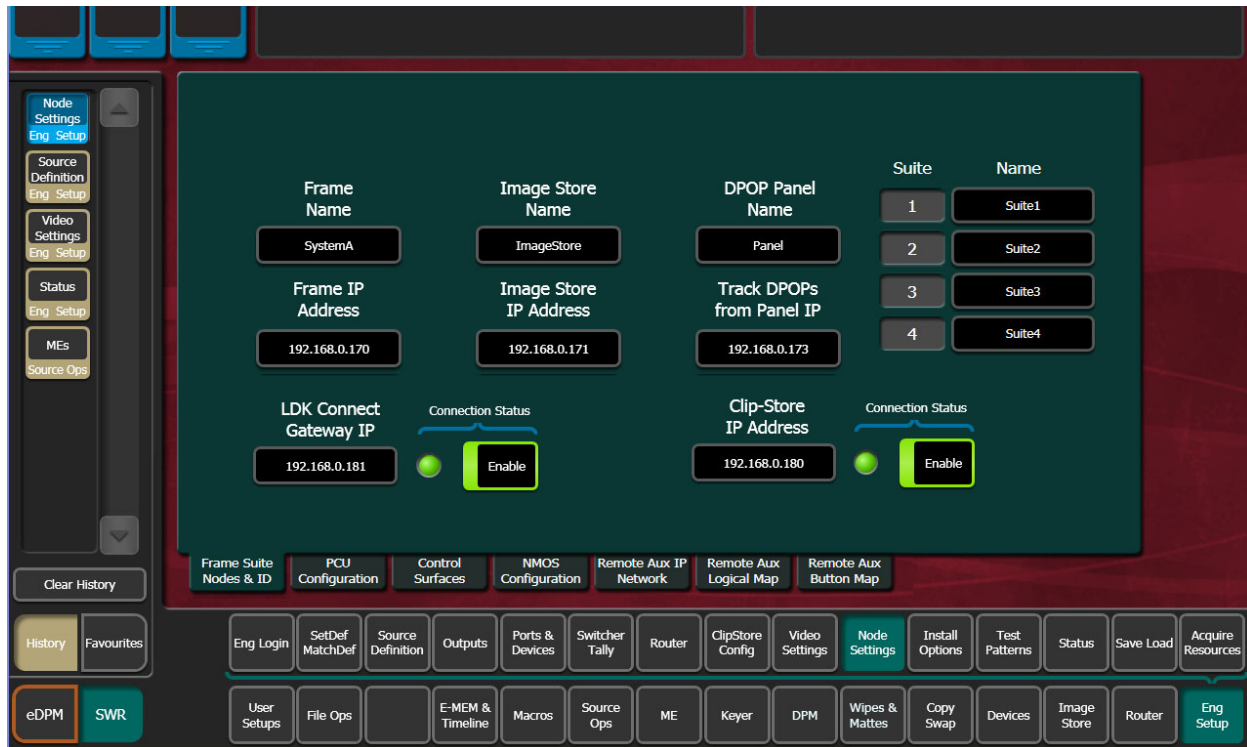 Node
Settings
Eng Setup
Source
Definition
Eng Setup
Video
Settings
Eng Setup
Status
Eng Setup
MEs
Source Ops
Clear History
History
Favourites
eDPM
SWR
Frame
Name
SystemA
Image Store
Name
ImageStore
DPOP Panel
Name
Panel
Suite
Name
1
Suite1
2
Suite2
3
Suite3
4
Suite4
Frame IP
Address
192.168.0.170
Image Store
IP Address
192.168.0.171
Track DPOPs
from Panel IP
192.168.0.173
LDK Connect
Gateway IP
192.168.0.181
Connection Status
Enable
Clip-Store
IP Address
192.168.0.180
Connection Status
Enable
Frame Suite
Nodes & ID
PCU
Configuration
Control
Surfaces
NMOS
Configuration
Remote Aux IP
Network
Remote Aux
Logical Map
Remote Aux
Button Map
Eng Login
SetDef
MatchDef
Source
Definition
Outputs
Ports &
Devices
Switcher
Tally
Router
ClipStore
Config
Video
Settings
Node
Settings
Install
Options
Test
Patterns
Status
Save Load
Acquire
Resources
User
Setups
File Ops
E-MEM &
Timeline
Macros
Source
Ops
ME
Keyer
DPM
Wipes &
Mattes
Copy
Swap
Devices
Image
Store
Router
Eng
Setup